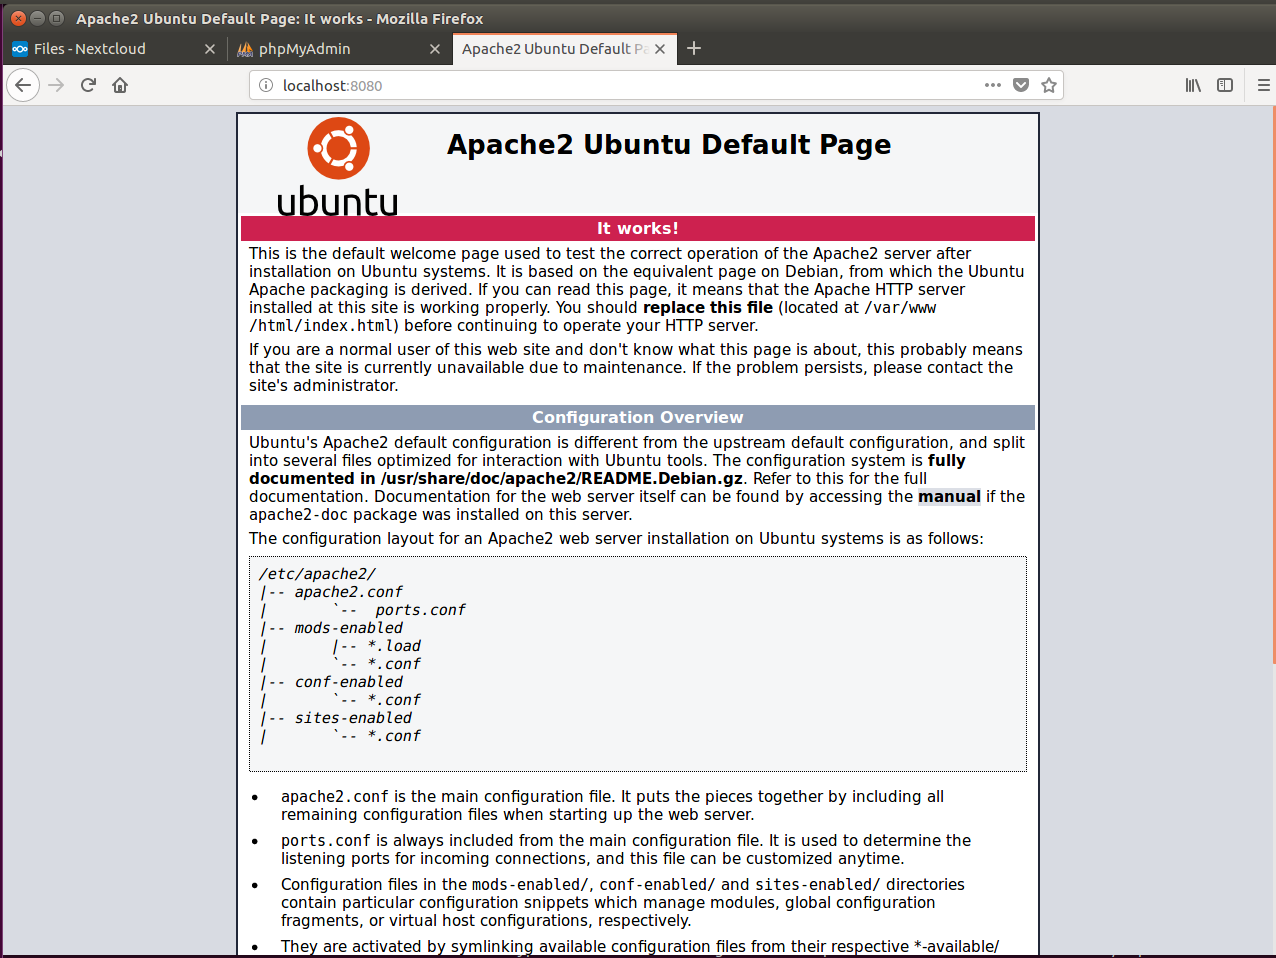 Apache2 Ubuntu Default Page: It works - Mozilla Firefox
Files - Nextcloud
phpMyAdmin
Apache2 Ubuntu Default Pa
localhost:8080
ubuntu
Apache2 Ubuntu Default Page
It works!
This is the default welcome page used to test the correct operation of the Apache2 server after
installation on Ubuntu systems. It is based on the equivalent page on Debian, from which the Ubuntu
Apache packaging is derived. If you can read this page, it means that the Apache HTTP server
installed at this site is working properly. You should replace this file (located at /var/www
/html/index.html) before continuing to operate your HTTP server.
If you are a normal user of this web site and don't know what this page is about, this probably means
that the site is currently unavailable due to maintenance. If the problem persists, please contact the
site's administrator.
Configuration Overview
Ubuntu's Apache2 default configuration is different from the upstream default configuration, and split
into several files optimized for interaction with Ubuntu tools. The configuration system is fully
documented in /usr/share/doc/apache2/README.Debian.gz. Refer to this for the full
documentation. Documentation for the web server itself can be found by accessing the manual if the
apache2-doc package was installed on this server.
The configuration layout for an Apache2 web server installation on Ubuntu systems is as follows:
/etc/apache2/
|-- apache2.conf
|       `--  ports.conf
|-- mods-enabled
|       |-- *.load
|       `-- *.conf
|-- conf-enabled
|       `-- *.conf
|-- sites-enabled
|       `-- *.conf
• apache2.conf is the main configuration file. It puts the pieces together by including all
remaining configuration files when starting up the web server.
• ports.conf is always included from the main configuration file. It is used to determine the
listening ports for incoming connections, and this file can be customized anytime.
• Configuration files in the mods-enabled/, conf-enabled/ and sites-enabled/ directories
contain particular configuration snippets which manage modules, global configuration
fragments, or virtual host configurations, respectively.
• They are activated by symlinking available configuration files from their respective *-available/